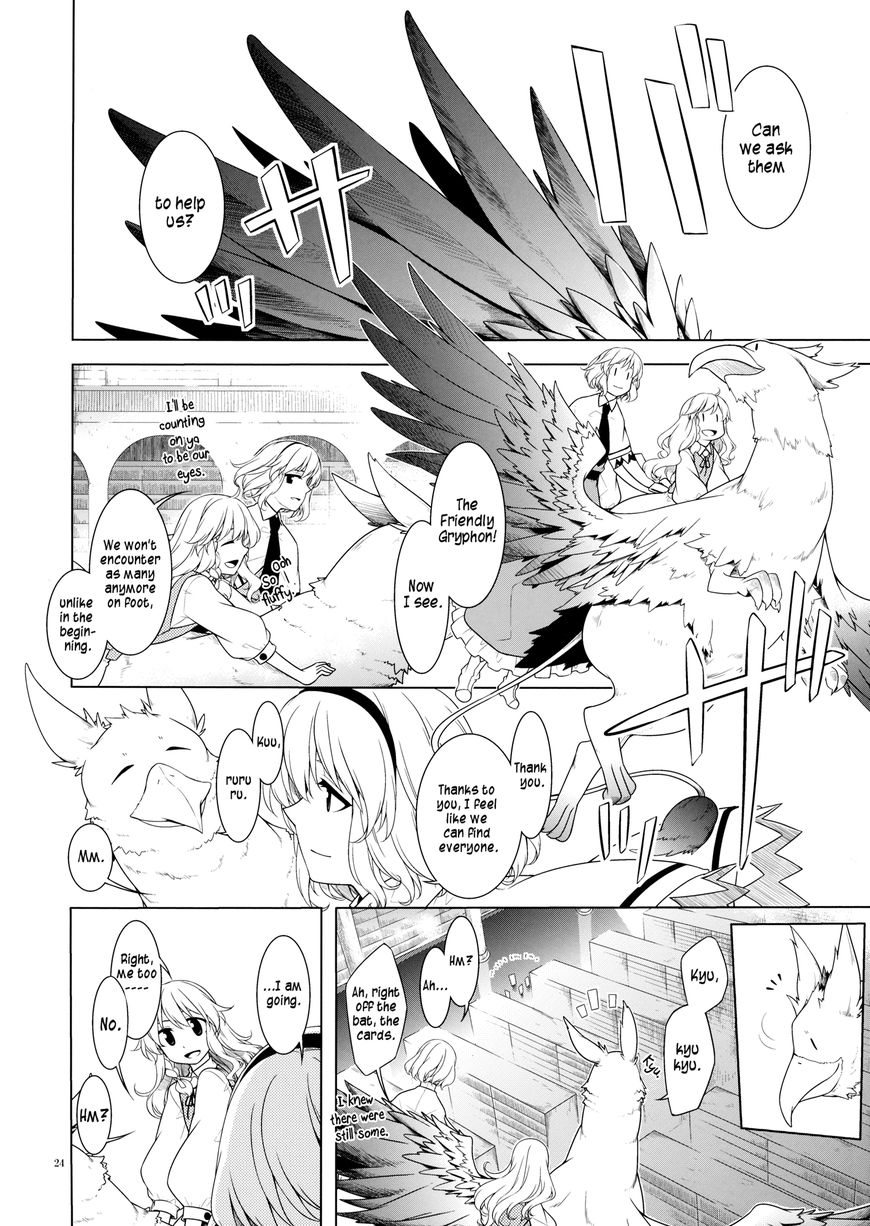 Can
we ask
them
to help
us?
ザッ
The
Friendly
Gryphon!
Now
I see.
I'll
be
counting
on ya
to be our
eyes.
Ooh
So
fluffy.
We won't
encounter
as many
anymore
on foot,
unlike
in the
begin-
ning.
Thank
you.
Thanks to
you, I feel
like we
can find
everyone.
Kuu,
ruru
ru.
Mm.
Kyu,
kyu
kyu.
Kyu.
Hm?
Ah...
Ah, right
off the
bat, the
cards.
I knew
there were
still some.
...I am
going.
Right,
me too
----
No.
Hm?
24